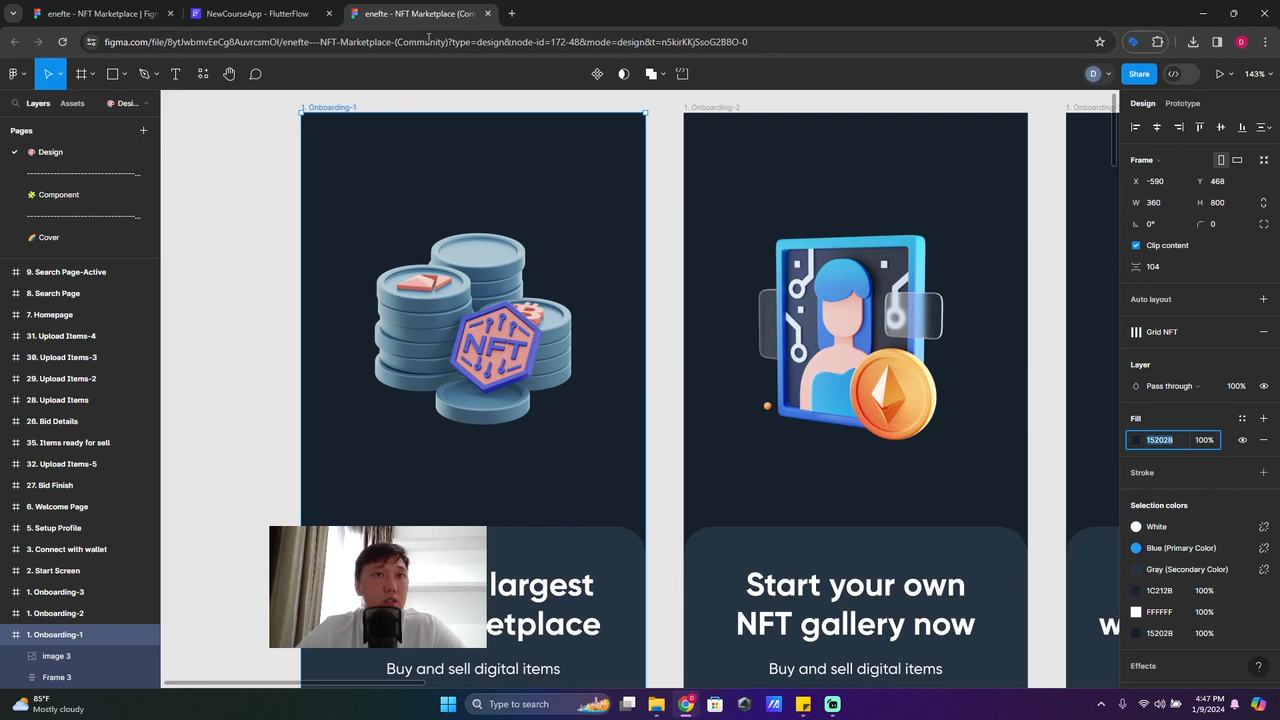 enefte - NFT Marketplace | Fig
NewCourseApp - FlutterFlow
enefte - NFT Marketplace (Com
figma.com/file/8ytJwbmvEeCg8AuvrcsmOI/enefte---NFT-Marketplace-(Community)?type=design&node-id=172-48&mode=design&t=n5kirKKjSsoG2BBO-0
D
D
Share
143%
Layers
Assets
Desi...
Pages
Design
Component
Cover
9. Search Page-Active
8. Search Page
7. Homepage
31. Upload Items-4
30. Upload Items-3
29. Upload Items-2
28. Upload Items
26. Bid Details
35. Items ready for sell
32. Upload Items-5
27. Bid Finish
6. Welcome Page
5. Setup Profile
3. Connect with wallet
2. Start Screen
1. Onboarding-3
1. Onboarding-2
1. Onboarding-1
image 3
Frame 3
1. Onboarding-1
NFT
largest
etplace
Buy and sell digital items
1. Onboarding-2
Start your own
NFT gallery now
Buy and sell digital items
1. Onboarding-
w
Design
Prototype
Frame
X -590
Y 468
W 360
H 800
0°
0
Clip content
104
Auto layout
Grid NFT
Layer
Pass through
100%
Fill
15202B
100%
Stroke
Selection colors
White
Blue (Primary Color)
Gray (Secondary Color)
1C212B
100%
FFFFFF
100%
15202B
100%
Effects
?
85°F
Mostly cloudy
Type to search
4:47 PM
1/9/2024